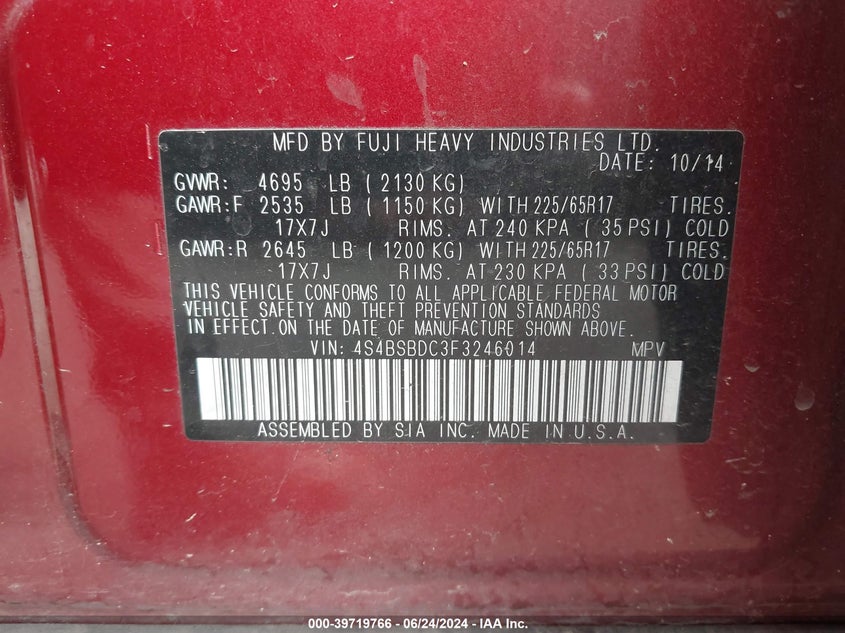 MFD BY FUJI HEAVY INDUSTRIES LTD.
DATE: 10/14
GVWR: 4695 LB ( 2130 KG)
GAWR:F 2535 LB ( 1150 KG) WITH 225/65R17 TIRES.
17X7J RIMS. AT 240 KPA ( 35 PSI) COLD
GAWR:R 2645 LB ( 1200 KG) WITH 225/65R17 TIRES.
17X7J RIMS. AT 230 KPA ( 33 PSI) COLD
THIS VEHICLE CONFORMS TO ALL APPLICABLE FEDERAL MOTOR
VEHICLE SAFETY AND THEFT PREVENTION STANDARDS
IN EFFECT ON THE DATE OF MANUFACTURE SHOWN ABOVE.
VIN: 4S4BSBDC3F3246014 MPV
ASSEMBLED BY SIA INC. MADE IN U.S.A.
000-39719766 - 06/24/2024 - IAA Inc.